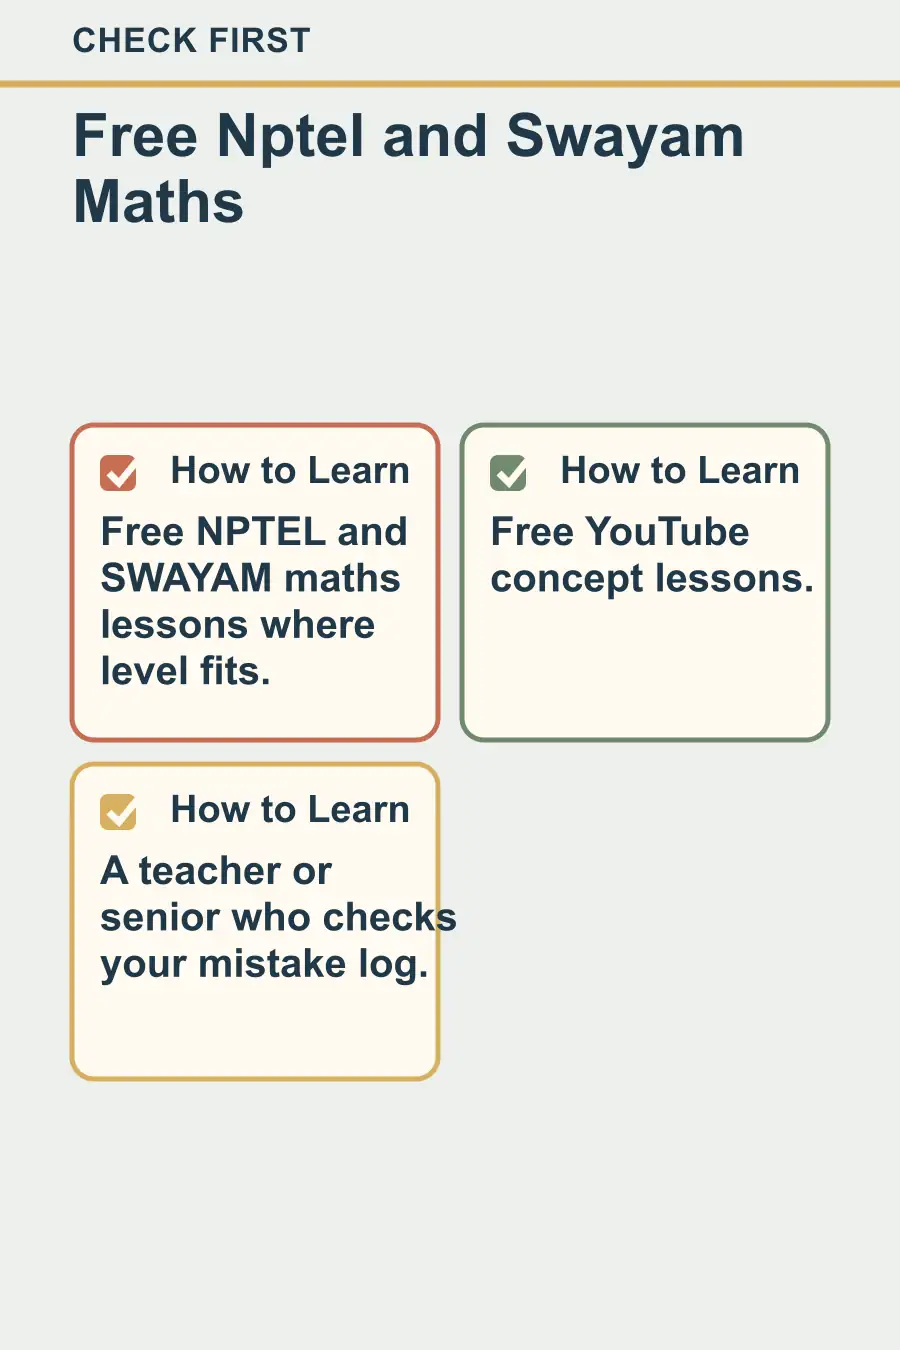 CHECK FIRST
Free Nptel and Swayam
Maths
How to Learn
Free NPTEL and
SWAYAM maths
lessons where
level fits.
How to Learn
Free YouTube
concept lessons.
How to Learn
A teacher or
senior who checks
your mistake log.